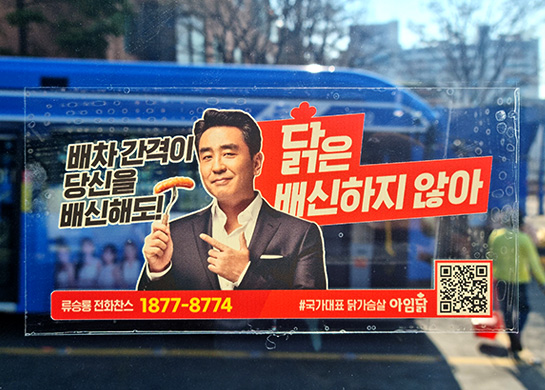 배차 간격이
당신을
배신해도!
닭은
배신하지 않아
류승룡 전화찬스 1877-8774
#국가대표 닭가슴살 아임닭